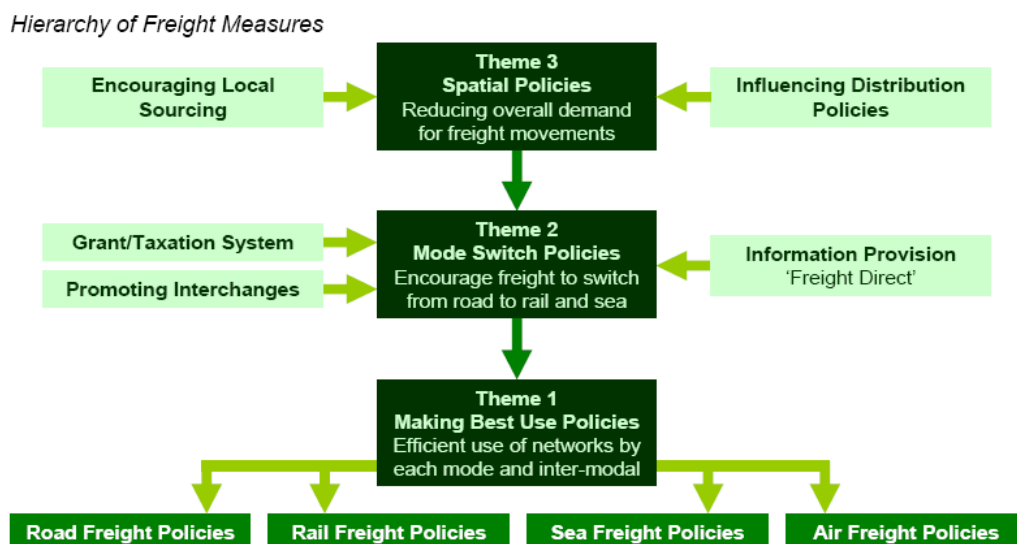 Hierarchy of Freight Measures
Theme 3
Spatial Policies
Reducing overall demand
for freight movements
Encouraging Local
Sourcing
Influencing Distribution
Policies
Theme 2
Mode Switch Policies
Encourage freight to switch
from road to rail and sea
Grant/Taxation System
Promoting Interchanges
Information Provision
'Freight Direct'
Theme 1
Making Best Use Policies
Efficient use of networks by
each mode and inter-modal
Road Freight Policies
Rail Freight Policies
Sea Freight Policies
Air Freight Policies